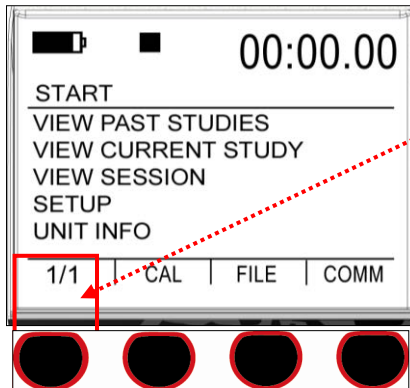 00:00.00
START
VIEW PAST STUDIES
VIEW CURRENT STUDY
VIEW SESSION
SETUP
UNIT INFO
1/1 CAL FILE COMM